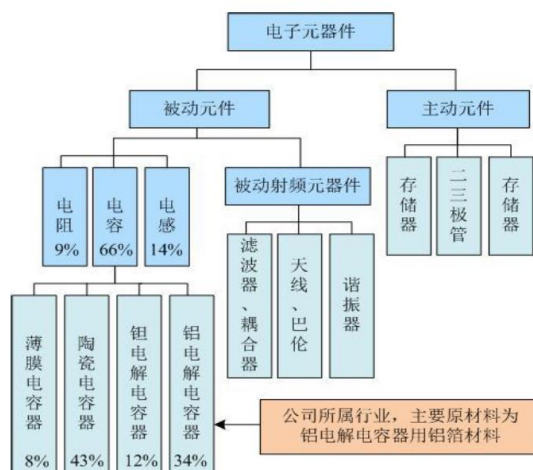 电子元器件
被动元件
主动元件
电阻
9%
电容
66%
电感
14%
被动射频元器件
存储器
二三极管
存储器
滤波器、耦合器
天线、巴伦
谐振器
薄膜电容器
8%
陶瓷电容器
43%
钽电解电容器
12%
铝电解电容器
34%
公司所属行业，主要原材料为
铝电解电容器用铝箔材料